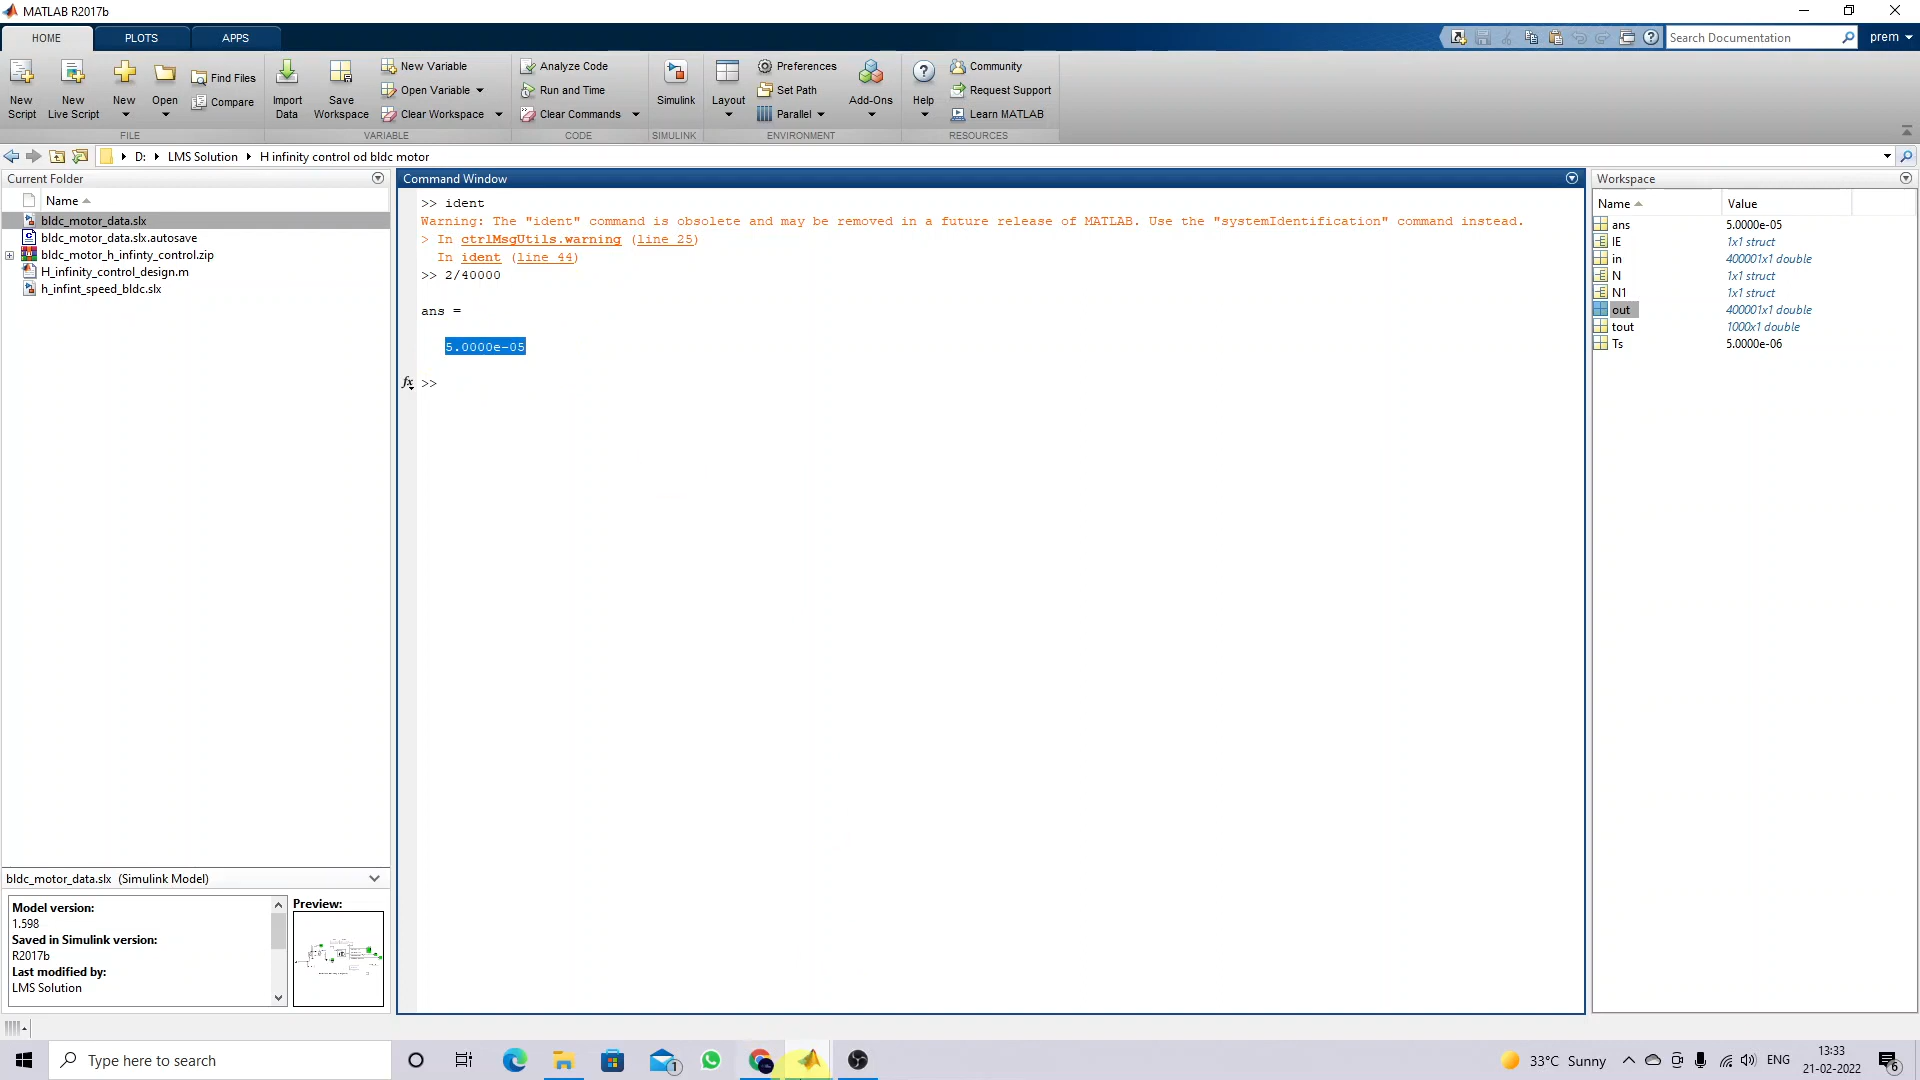 MATLAB R2017b
HOME
PLOTS
APPS
Search Documentation
prem
New Script
New Live Script
New
Open
Find Files
Compare
Import Data
Save Workspace
New Variable
Open Variable
Clear Workspace
Analyze Code
Run and Time
Clear Commands
Simulink
Layout
Preferences
Set Path
Parallel
Add-Ons
Help
Community
Request Support
Learn MATLAB
FILE
VARIABLE
CODE
SIMULINK
ENVIRONMENT
RESOURCES
D:
LMS Solution
H infinity control od bldc motor
Current Folder
Name
bldc_motor_data.slx
bldc_motor_data.slx.autosave
bldc_motor_h_infinty_control.zip
H_infinity_control_design.m
h_infint_speed_bldc.slx
bldc_motor_data.slx (Simulink Model)
Model version:
1.598
Saved in Simulink version:
R2017b
Last modified by:
LMS Solution
Preview:
Command Window
>> ident
Warning: The "ident" command is obsolete and may be removed in a future release of MATLAB. Use the "systemIdentification" command instead.
> In ctrlMsgUtils.warning (line 25)
In ident (line 44)
>> 2/40000
ans =
5.0000e-05
fx >>
Workspace
Name Value
ans 5.0000e-05
IE 1x1 struct
in 400001x1 double
N 1x1 struct
N1 1x1 struct
out 400001x1 double
tout 1000x1 double
Ts 5.0000e-06
Type here to search
1
33°C Sunny
ENG
13:33
21-02-2022
6